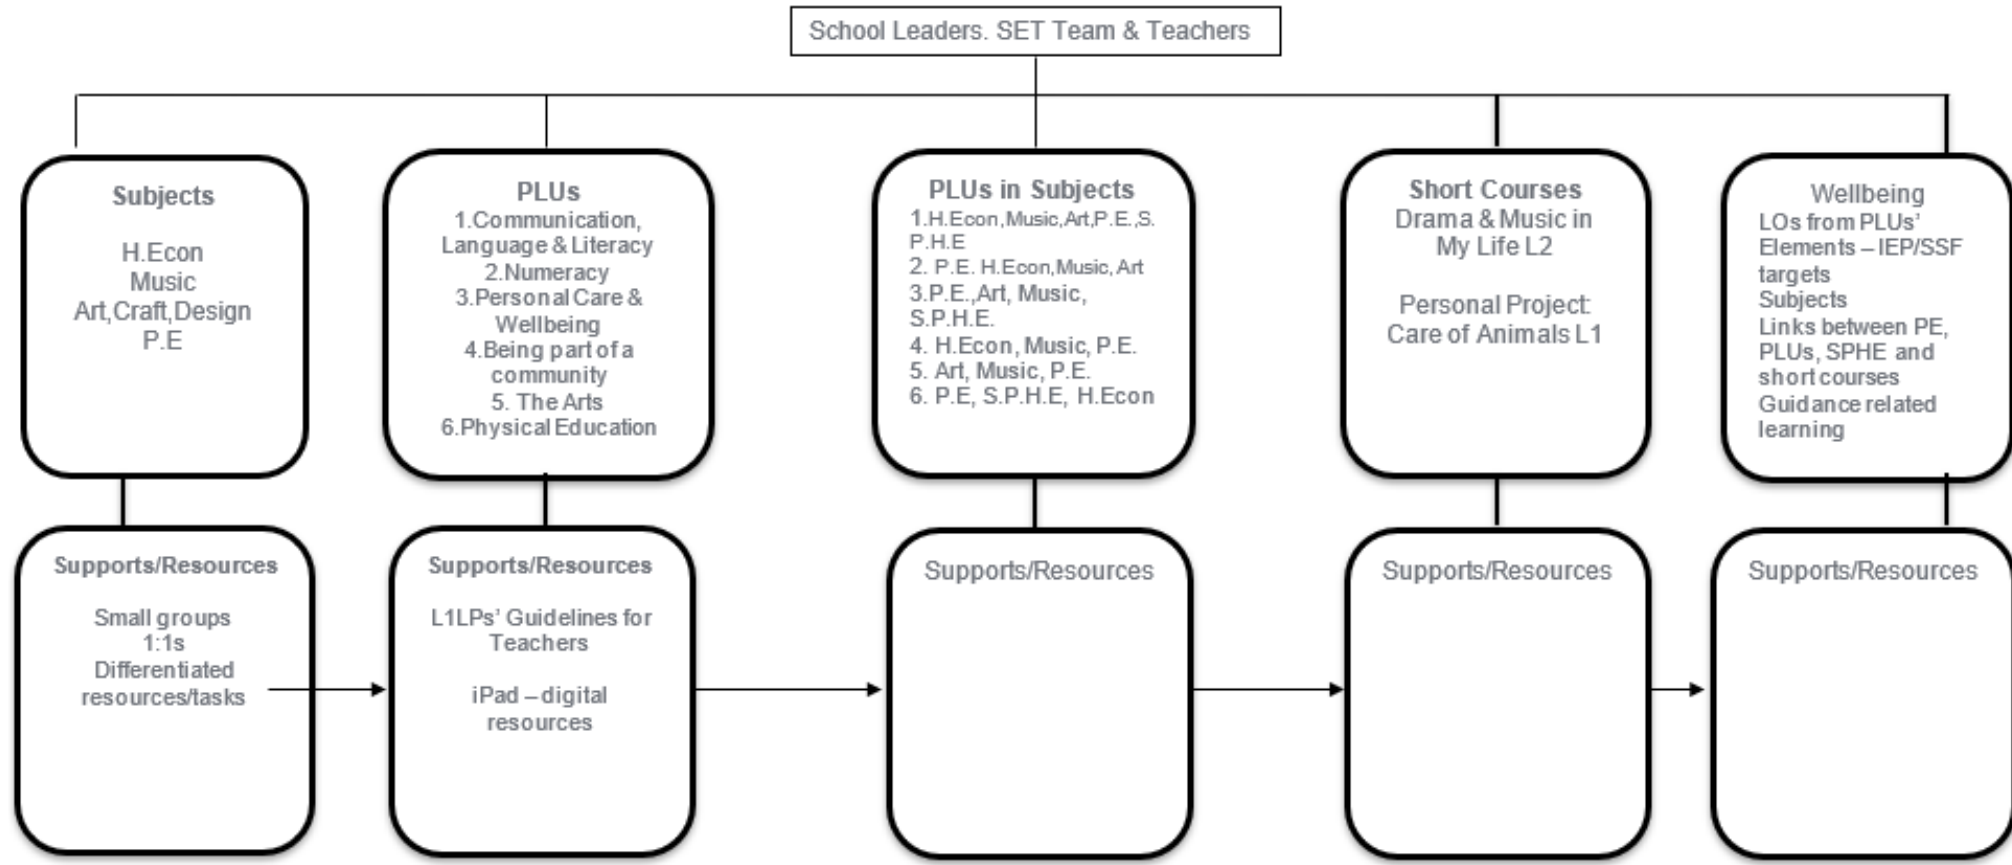 School Leaders. SET Team & Teachers
Subjects
H.Econ
Music
Art,Craft,Design
P.E
PLUs
1.Communication,
Language & Literacy
2.Numeracy
3.Personal Care &
Wellbeing
4.Being part of a
community
5. The Arts
6.Physical Education
PLUs in Subjects
1.H.Econ,Music,Art,P.E.,S.
P.H.E
2. P.E. H.Econ,Music, Art
3.P.E.,Art, Music,
S.P.H.E.
4. H.Econ, Music, P.E.
5. Art, Music, P.E.
6. P.E, S.P.H.E, H.Econ
Short Courses
Drama & Music in
My Life L2
Personal Project:
Care of Animals L1
Wellbeing
LOs from PLUs'
Elements – IEP/SSF
targets
Subjects
Links between PE,
PLUs, SPHE and
short courses
Guidance related
learning
Supports/Resources
Small groups
1:1s
Differentiated
resources/tasks
Supports/Resources
L1LPs' Guidelines for
Teachers
iPad – digital
resources
Supports/Resources
Supports/Resources
Supports/Resources